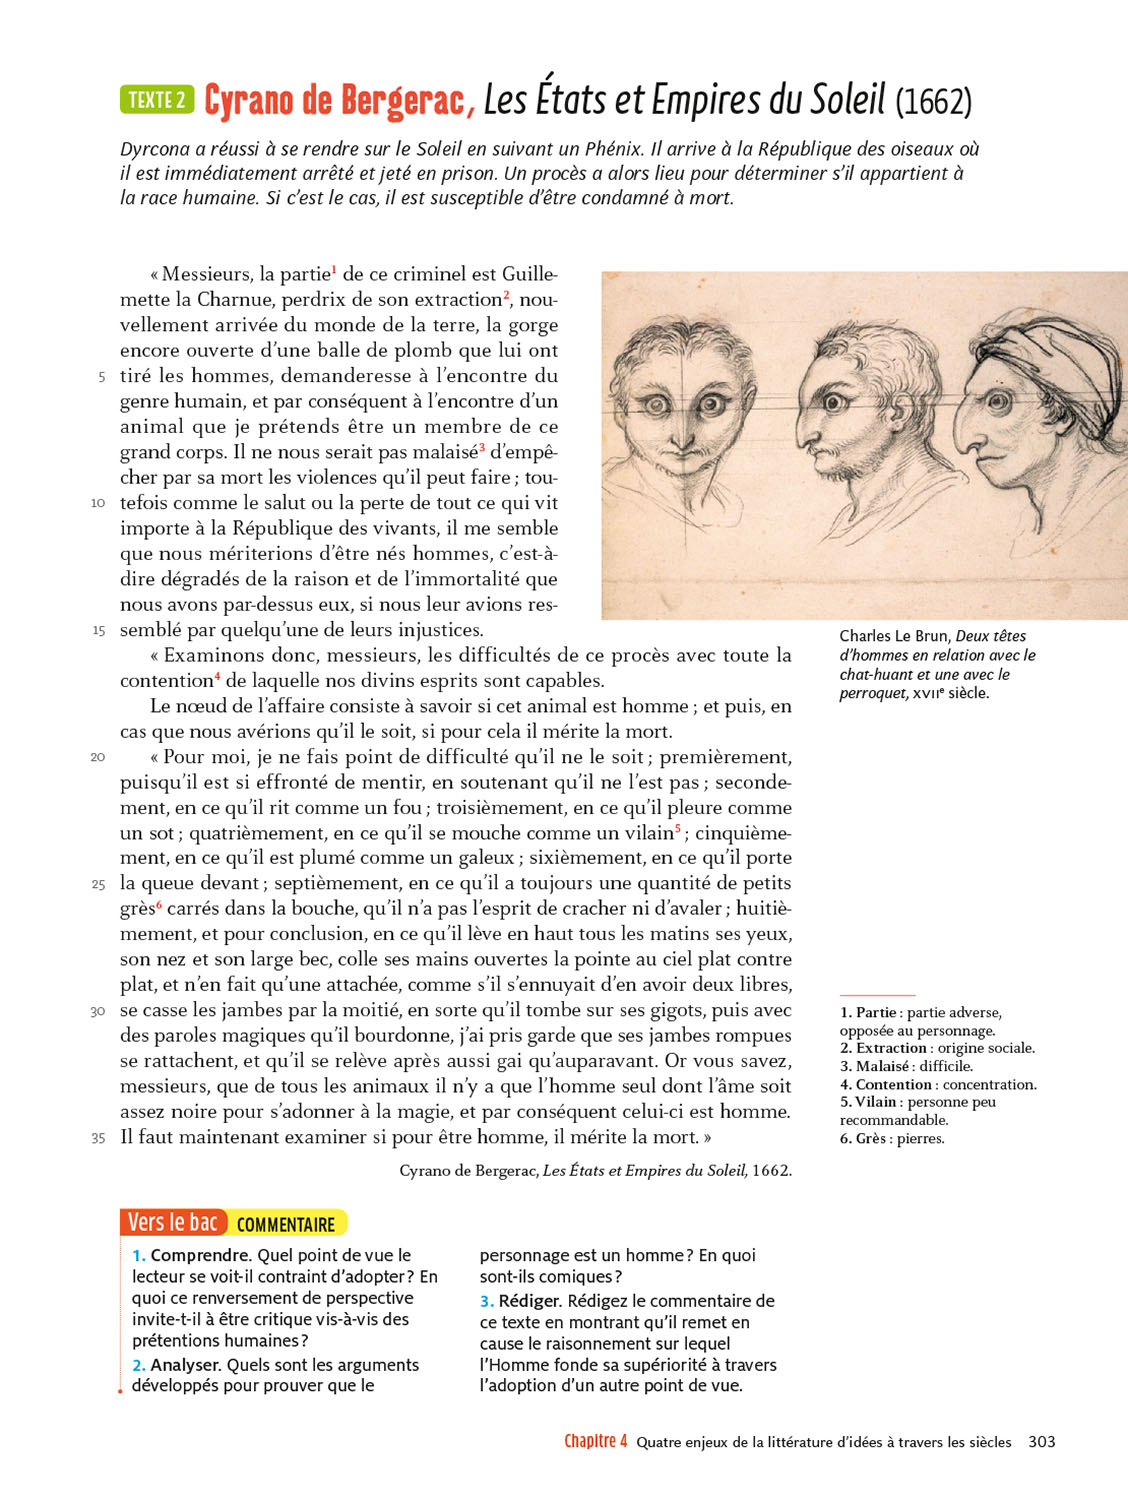 TEXTE 2 Cyrano de Bergerac, Les États et Empires du Soleil (1662)
Dyrcona a réussi à se rendre sur le Soleil en suivant un Phénix. Il arrive à la République des oiseaux où
il est immédiatement arrêté et jeté en prison. Un procès a alors lieu pour déterminer s’il appartient à
la race humaine. Si c’est le cas, il est susceptible d’être condamné à mort.
« Messieurs, la partie1 de ce criminel est Guille-
mette la Charnue, perdrix de son extraction2, nou-
vellement arrivée du monde de la terre, la gorge
encore ouverte d’une balle de plomb que lui ont
5 tiré les hommes, demanderesse à l’encontre du
genre humain, et par conséquent à l’encontre d’un
animal que je prétends être un membre de ce
grand corps. Il ne nous serait pas malaisé3 d’empê-
cher par sa mort les violences qu’il peut faire ; tou-
10 tefois comme le salut ou la perte de tout ce qui vit
importe à la République des vivants, il me semble
que nous mériterions d’être nés hommes, c’est-à-
dire dégradés de la raison et de l’immortalité que
nous avons par-dessus eux, si nous leur avions res-
15 semblé par quelqu’une de leurs injustices.
« Examinons donc, messieurs, les difficultés de ce procès avec toute la
contention4 de laquelle nos divins esprits sont capables.
Le nœud de l’affaire consiste à savoir si cet animal est homme ; et puis, en
cas que nous avérions qu’il le soit, si pour cela il mérite la mort.
20 « Pour moi, je ne fais point de difficulté qu’il ne le soit ; premièrement,
puisqu’il est si effronté de mentir, en soutenant qu’il ne l’est pas ; seconde-
ment, en ce qu’il rit comme un fou ; troisièmement, en ce qu’il pleure comme
un sot ; quatrièmement, en ce qu’il se mouche comme un vilain5 ; cinquième-
ment, en ce qu’il est plumé comme un galeux ; sixièmement, en ce qu’il porte
25 la queue devant ; septièmement, en ce qu’il a toujours une quantité de petits
grès6 carrés dans la bouche, qu’il n’a pas l’esprit de cracher ni d’avaler ; huitiè-
mement, et pour conclusion, en ce qu’il lève en haut tous les matins ses yeux,
son nez et son large bec, colle ses mains ouvertes la pointe au ciel plat contre
plat, et n’en fait qu’une attachée, comme s’il s’ennuyait d’en avoir deux libres,
30 se casse les jambes par la moitié, en sorte qu’il tombe sur ses gigots, puis avec
des paroles magiques qu’il bourdonne, j’ai pris garde que ses jambes rompues
se rattachent, et qu’il se relève après aussi gai qu’auparavant. Or vous savez,
messieurs, que de tous les animaux il n’y a que l’homme seul dont l’âme soit
assez noire pour s’adonner à la magie, et par conséquent celui-ci est homme.
35 Il faut maintenant examiner si pour être homme, il mérite la mort. »
Cyrano de Bergerac, Les États et Empires du Soleil, 1662.
Charles Le Brun, Deux têtes
d’hommes en relation avec le
chat-huant et une avec le
perroquet, XVIIe siècle.
1. Partie : partie adverse,
opposée au personnage.
2. Extraction : origine sociale.
3. Malaisé : difficile.
4. Contention : concentration.
5. Vilain : personne peu
recommandable.
6. Grès : pierres.
Vers le bac COMMENTAIRE
1. Comprendre. Quel point de vue le
lecteur se voit-il contraint d’adopter ? En
quoi ce renversement de perspective
invite-t-il à être critique vis-à-vis des
prétentions humaines ?
2. Analyser. Quels sont les arguments
développés pour prouver que le
personnage est un homme ? En quoi
sont-ils comiques ?
3. Rédiger. Rédigez le commentaire de
ce texte en montrant qu’il remet en
cause le raisonnement sur lequel
l’Homme fonde sa supériorité à travers
l’adoption d’un autre point de vue.
Chapitre 4 Quatre enjeux de la littérature d’idées à travers les siècles 303